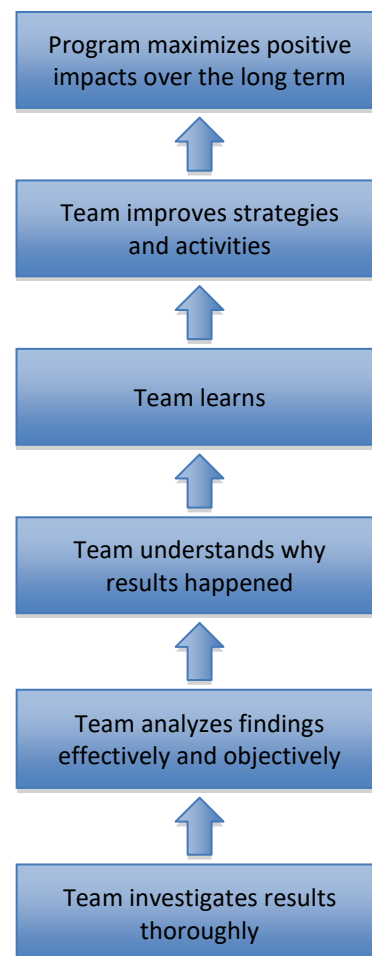 Program maximizes positive
impacts over the long term
Team improves strategies
and activities
Team learns
Team understands why
results happened
Team analyzes findings
effectively and objectively
Team investigates results
thoroughly